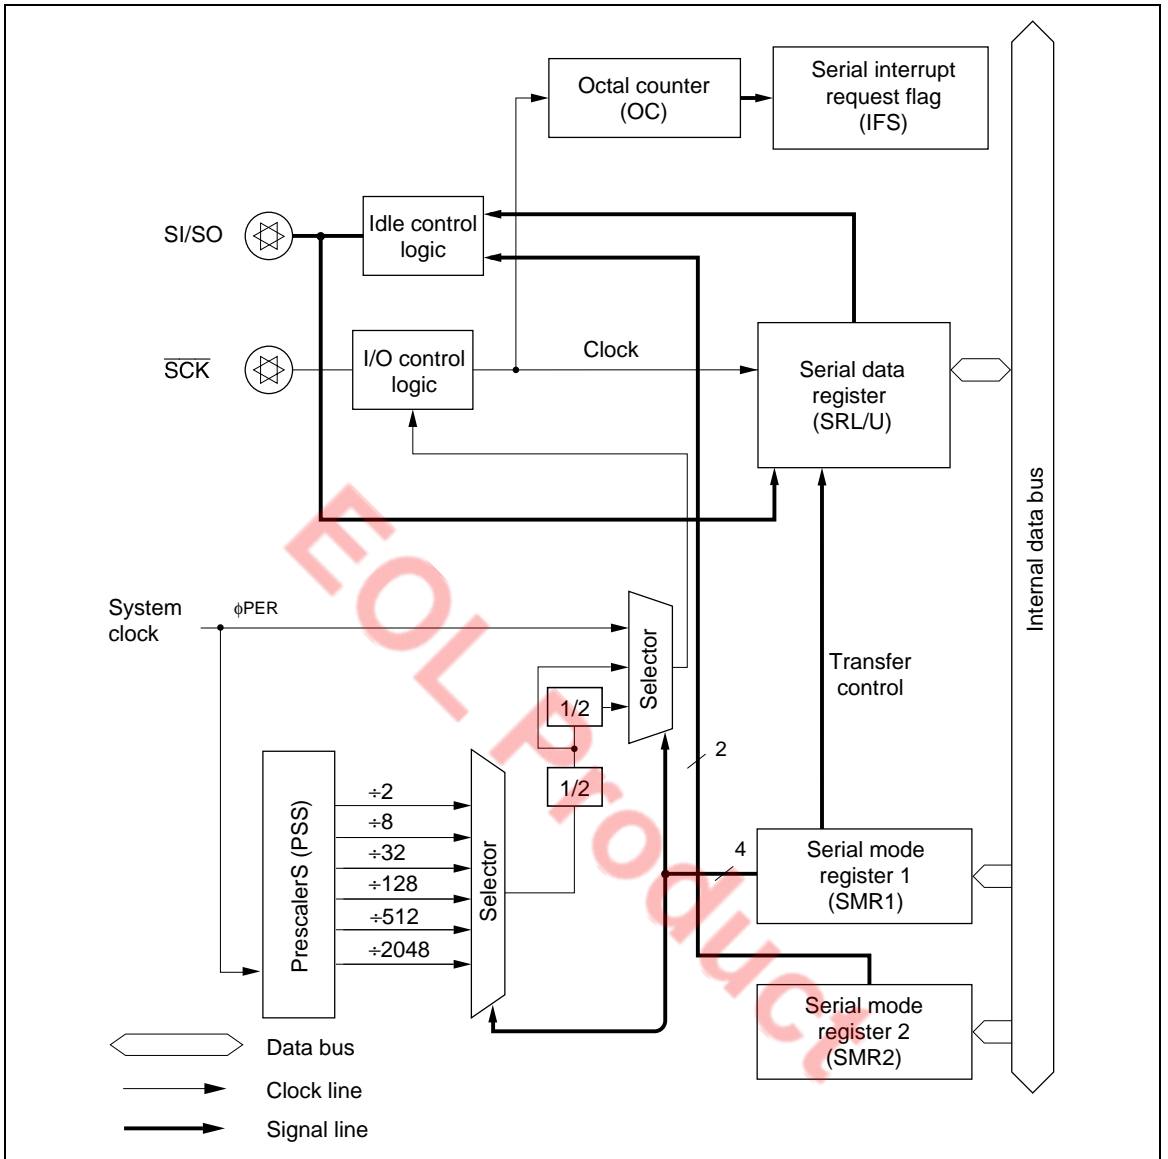 Octal counter
(OC)
Serial interrupt
request flag
(IFS)
SI/SO
Idle control
logic
SCK
I/O control
logic
Clock
Serial data
register
(SRL/U)
Internal data bus
System
clock
ϕPER
Selector
Transfer
control
1/2
1/2
2
PrescalerS (PSS)
÷2
÷8
÷32
÷128
÷512
÷2048
Selector
4
Serial mode
register 1
(SMR1)
Serial mode
register 2
(SMR2)
Data bus
Clock line
Signal line
EOL Product